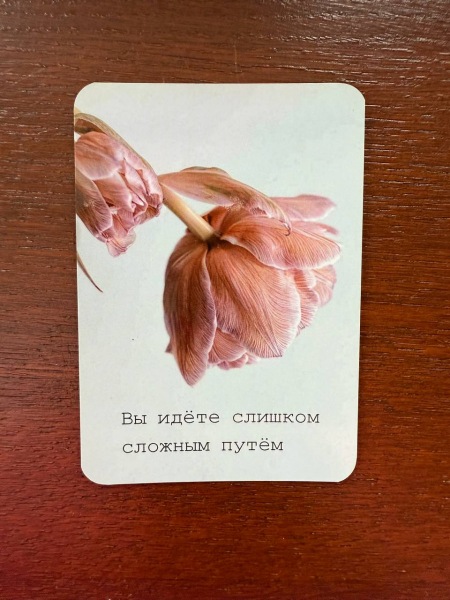 Вы идёте слишком
сложным путём